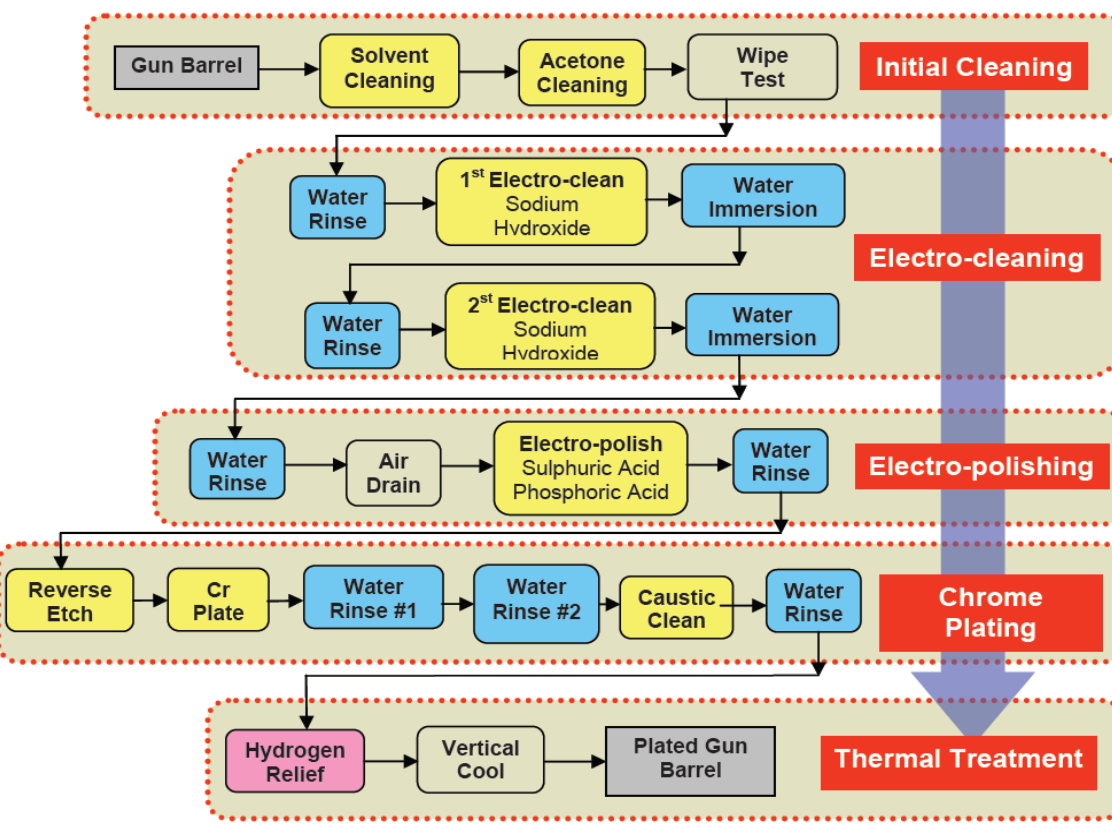 Gun Barrel
Solvent
Cleaning
Acetone
Cleaning
Wipe
Test
Initial Cleaning
Water
Rinse
1st Electro-clean
Sodium
Hvdroxide
Water
Immersion
Electro-cleaning
Water
Rinse
2st Electro-clean
Sodium
Hvdroxide
Water
Immersion
Water
Rinse
Air
Drain
Electro-polish
Sulphuric Acid
Phosphoric Acid
Water
Rinse
Electro-polishing
Reverse
Etch
Cr
Plate
Water
Rinse #1
Water
Rinse #2
Caustic
Clean
Water
Rinse
Chrome
Plating
Hydrogen
Relief
Vertical
Cool
Plated Gun
Barrel
Thermal Treatment